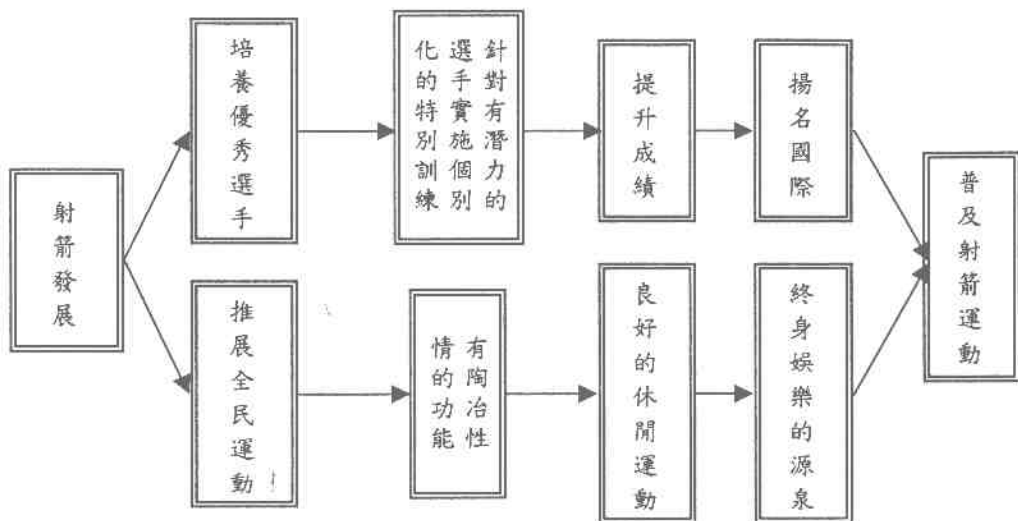 射箭發展
培養優秀選手
針對有潛力的
選手實施個別
化的特別訓練
提升成績
揚名國際
推展全民運動
有陶冶性
情的功能
良好的休閒運動
終身娛樂的源泉
普及射箭運動